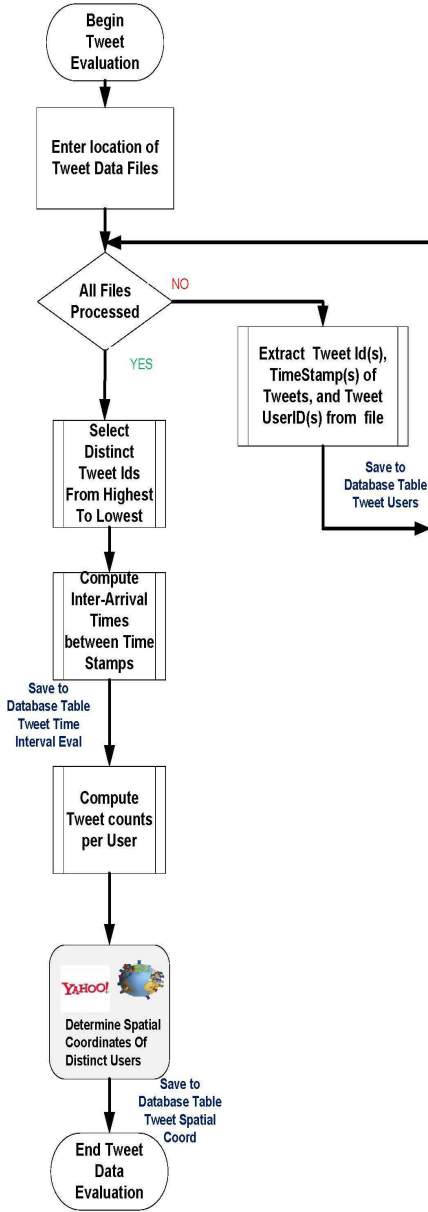 Begin
Tweet
Evaluation
Enter location of
Tweet Data Files
All Files
Processed
NO
YES
Extract Tweet Id(s),
TimeStamp(s) of
Tweets, and Tweet
UserID(s) from file
Save to
Database Table
Tweet Users
Select
Distinct
Tweet Ids
From Highest
To Lowest
Compute
Inter-Arrival
Times
between Time
Stamps
Save to
Database Table
Tweet Time
Interval Eval
Compute
Tweet counts
per User
YAHOO!
Determine Spatial
Coordinates Of
Distinct Users
Save to
Database Table
Tweet Spatial
Coord
End Tweet
Data
Evaluation